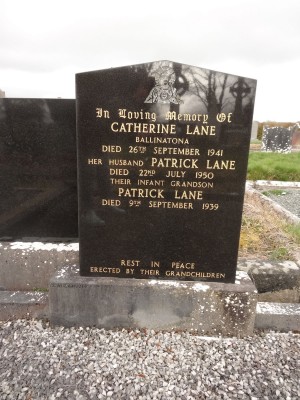 In Loving Memory Of
CATHERINE LANE
BALLINATONA
DIED 26TH SEPTEMBER 1941
HER HUSBAND PATRICK LANE
DIED 22ND JULY 1950
THEIR INFANT GRANDSON
PATRICK LANE
DIED 9TH SEPTEMBER 1939
REST IN PEACE
ERECTED BY THEIR GRANDCHILDREN